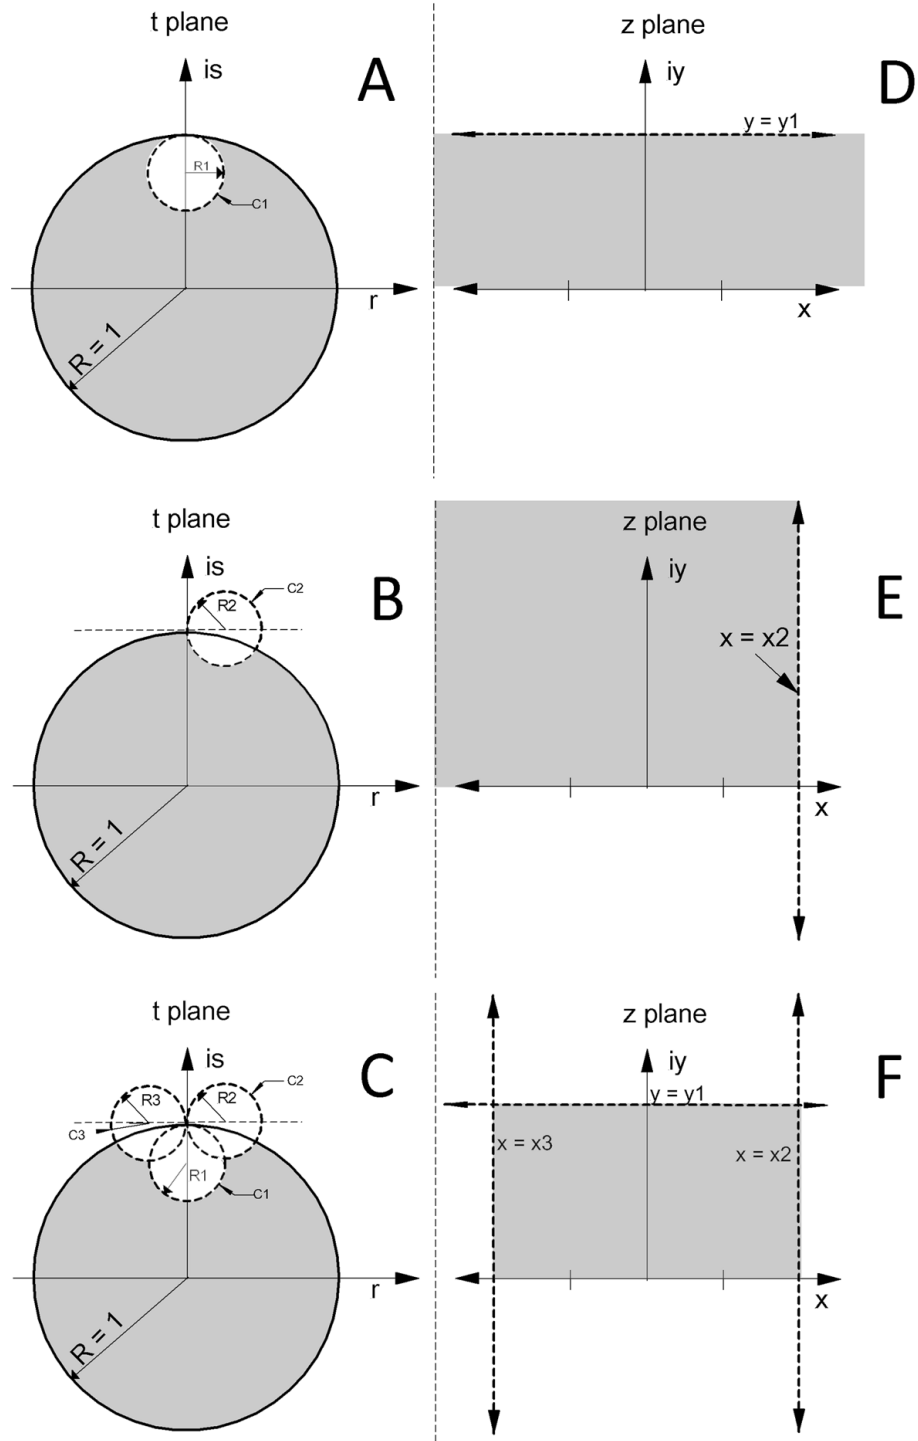 t plane
is
A
R1
C1
r
R = 1
z plane
iy
D
y = y1
x
t plane
is
B
C2
R2
r
R = 1
z plane
iy
E
x = x2
x
t plane
is
C
C2
R3
R2
C3
R1
C1
r
R = 1
z plane
iy
F
y = y1
x = x3
x = x2
x